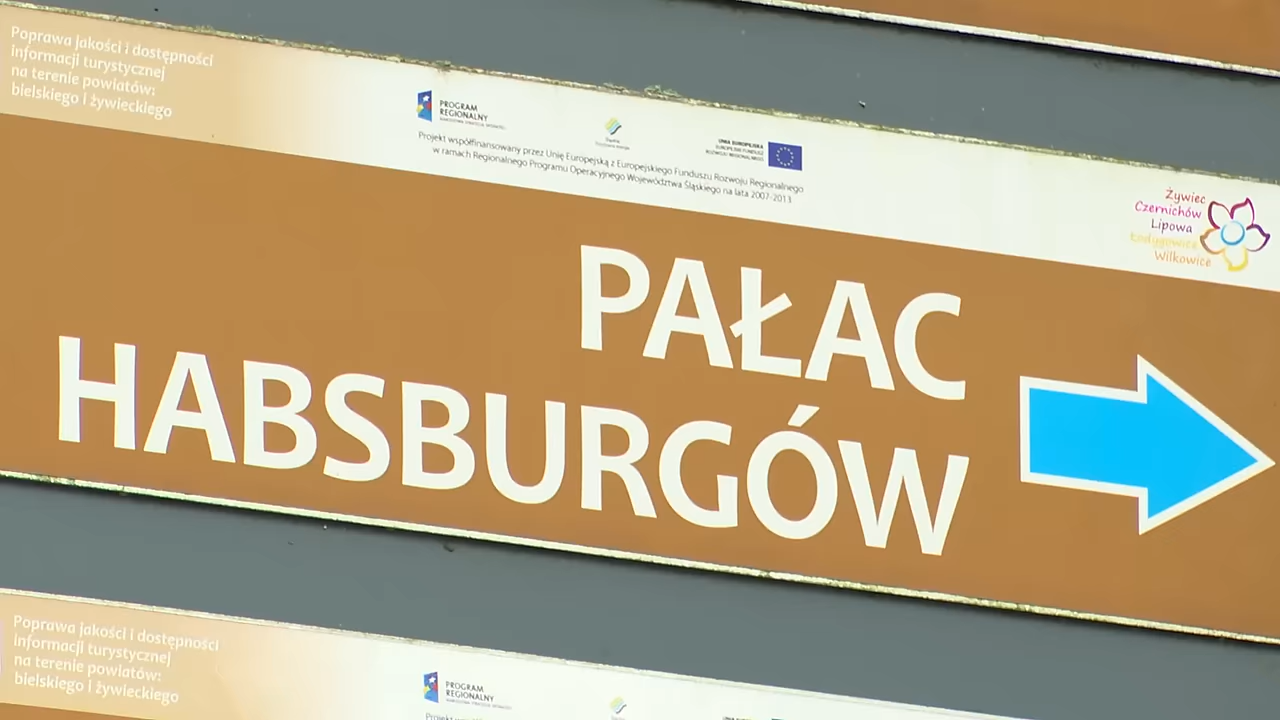 Poprawa jakości i dostępności
informacji turystycznej
na terenie powiatów:
bielskiego i żywieckiego
PROGRAM
REGIONALNY
UNIA EUROPEJSKA
Projekt współfinansowany przez Unię Europejską z Europejskiego Funduszu Rozwoju Regionalnego
w ramach Regionalnego Programu Operacyjnego Województwa Śląskiego na lata 2007-2013
Żywiec
Czernichów
Lipowa
Łodygowice
Wilkowice
PAŁAC
HABSBURGÓW
Poprawa jakości i dostępności
informacji turystycznej
na terenie powiatów:
bielskiego i żywieckiego
PROGRAM
REGIONALNY